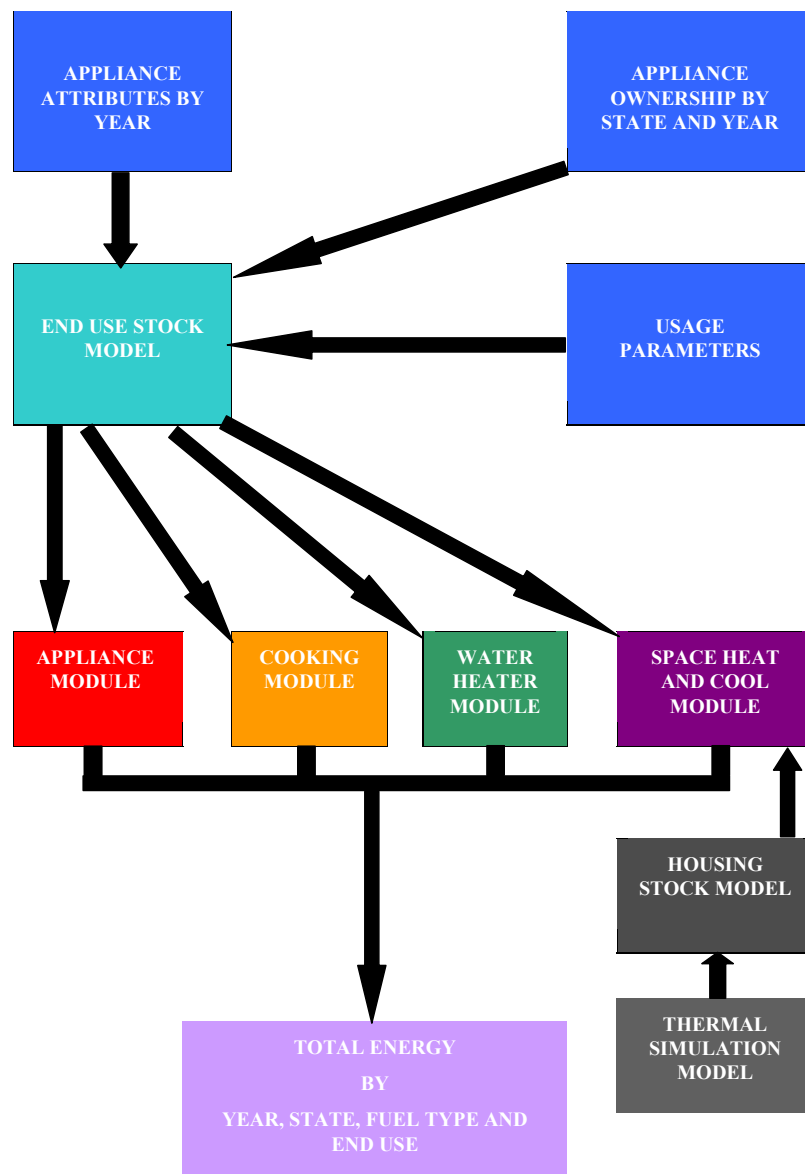 APPLIANCE
ATTRIBUTES BY
YEAR
APPLIANCE
OWNERSHIP BY
STATE AND YEAR
END USE STOCK
MODEL
USAGE
PARAMETERS
APPLIANCE
MODULE
COOKING
MODULE
WATER
HEATER
MODULE
SPACE HEAT
AND COOL
MODULE
HOUSING
STOCK MODEL
THERMAL
SIMULATION
MODEL
TOTAL ENERGY
BY
YEAR, STATE, FUEL TYPE AND
END USE